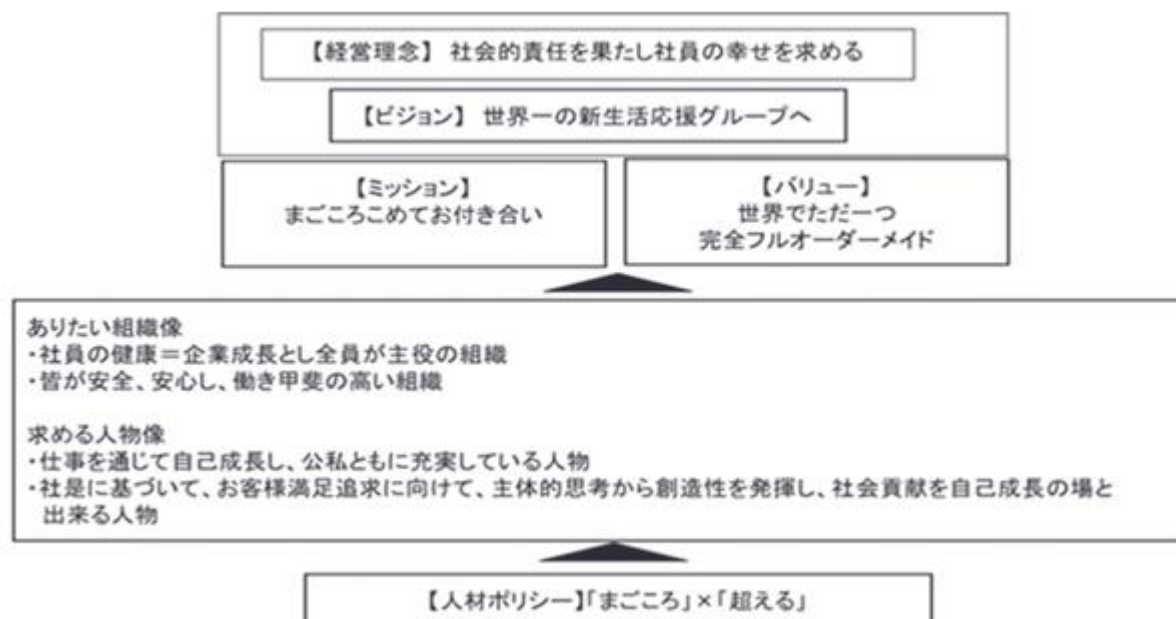 【経営理念】 社会的責任を果たし社員の幸せを求める
【ビジョン】 世界一の新生活応援グループへ
【ミッション】
まごころこめてお付き合い
【バリュー】
世界でただ一つ
完全フルオーダーメイド
ありたい組織像
・社員の健康＝企業成長とし全員が主役の組織
・皆が安全、安心し、働き甲斐の高い組織
求める人物像
・仕事を通じて自己成長し、公私ともに充実している人物
・社是に基づいて、お客様満足追求に向けて、主体的思考から創造性を発揮し、社会貢献を自己成長の場と
出来る人物
【人材ポリシー】「まごころ」×「超える」